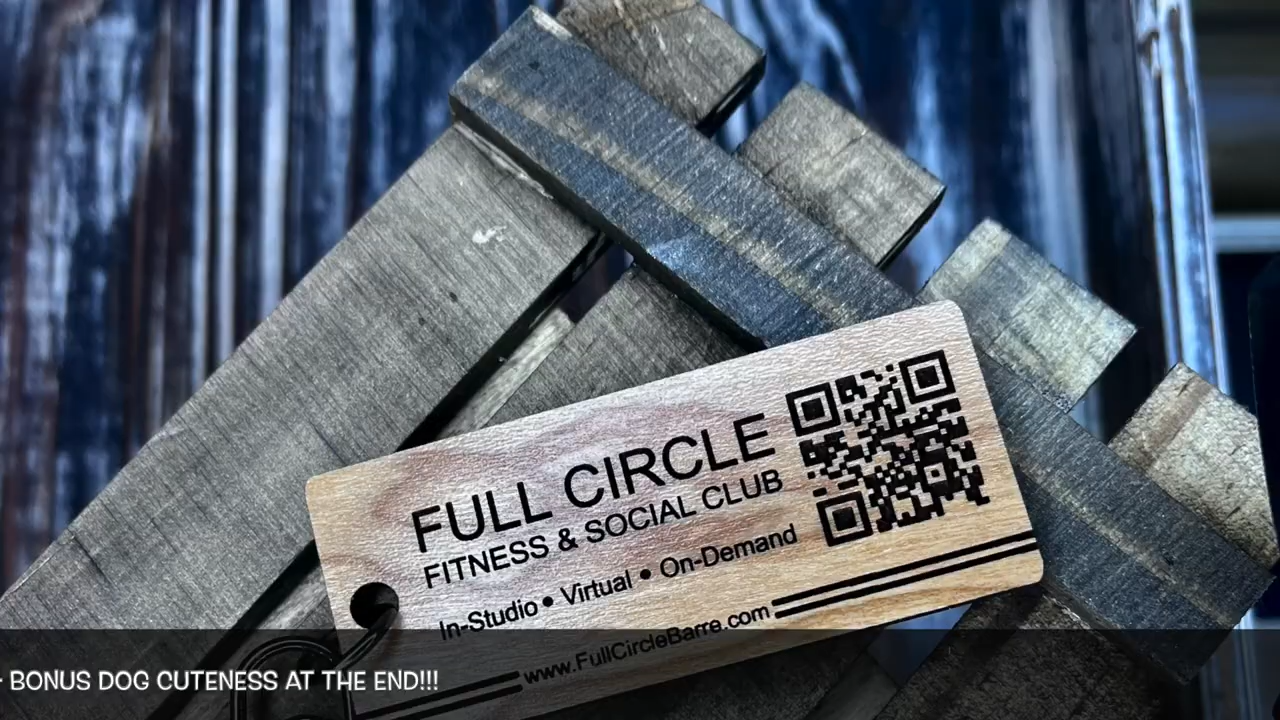 FULL CIRCLE
FITNESS & SOCIAL CLUB
In-Studio • Virtual • On-Demand
www.FullCircleBarre.com
- BONUS DOG CUTENESS AT THE END!!!